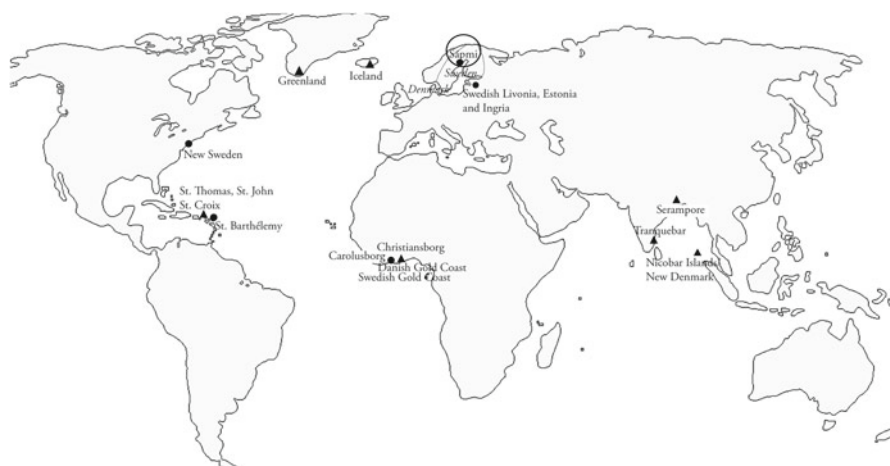 Sápmi
Sweden
Greenland
Iceland
Denmark
Swedish Livonia, Estonia
and Ingria
New Sweden
St. Thomas, St. John
St. Croix
St. Barthélemy
Serampore
Tranquebar
Christiansborg
Carolusborg
Danish Gold Coast
Swedish Gold Coast
Nicobar Islands/
New Denmark